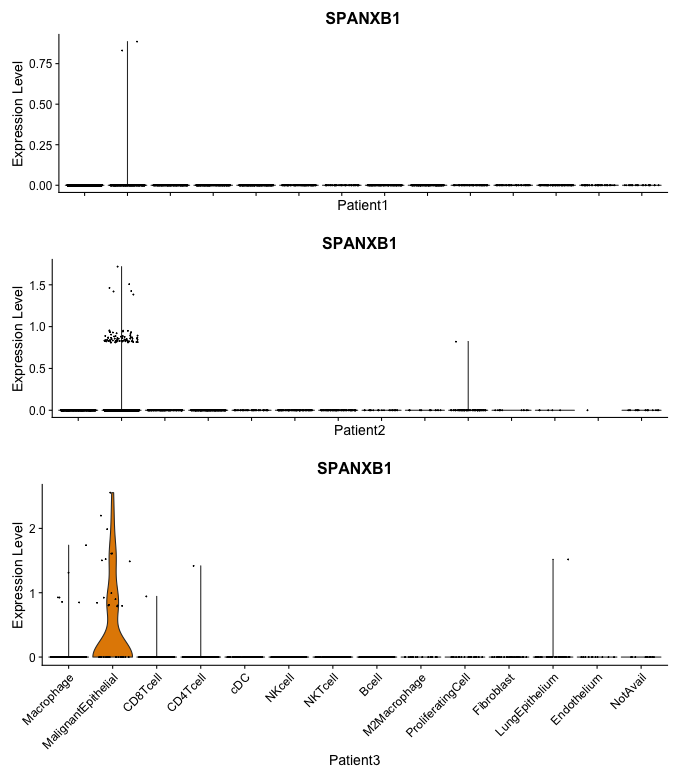 SPANXB1
Expression Level
0.75
0.50
0.25
0.00
Patient1
SPANXB1
Expression Level
1.5
1.0
0.5
0.0
Patient2
SPANXB1
Expression Level
2
1
0
Macrophage
MalignantEpithelial
CD8Tcell
CD4Tcell
cDC
NKcell
NKTcell
Bcell
M2Macrophage
ProliferatingCell
Fibroblast
LungEpithelium
Endothelium
NotAvail
Patient3